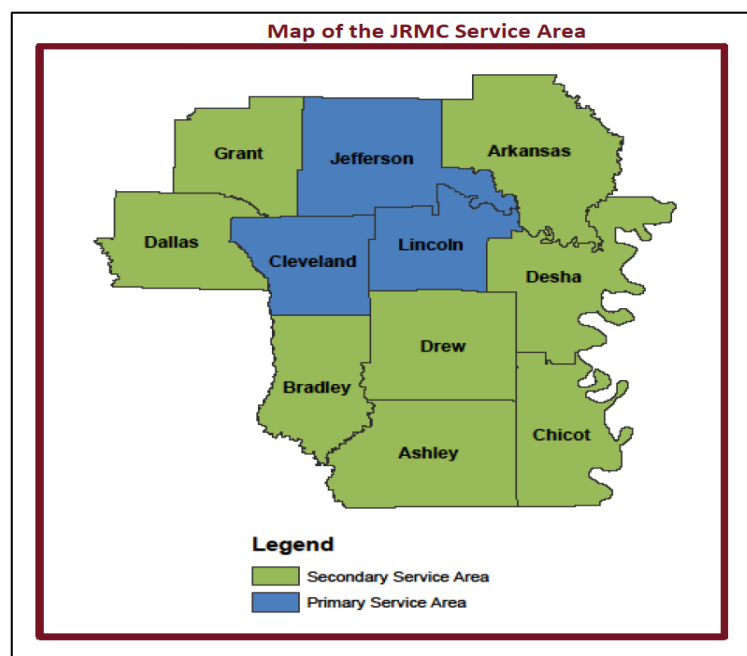 Map of the JRMC Service Area
Grant
Jefferson
Arkansas
Dallas
Cleveland
Lincoln
Desha
Drew
Bradley
Ashley
Chicot
Legend
Secondary Service Area
Primary Service Area